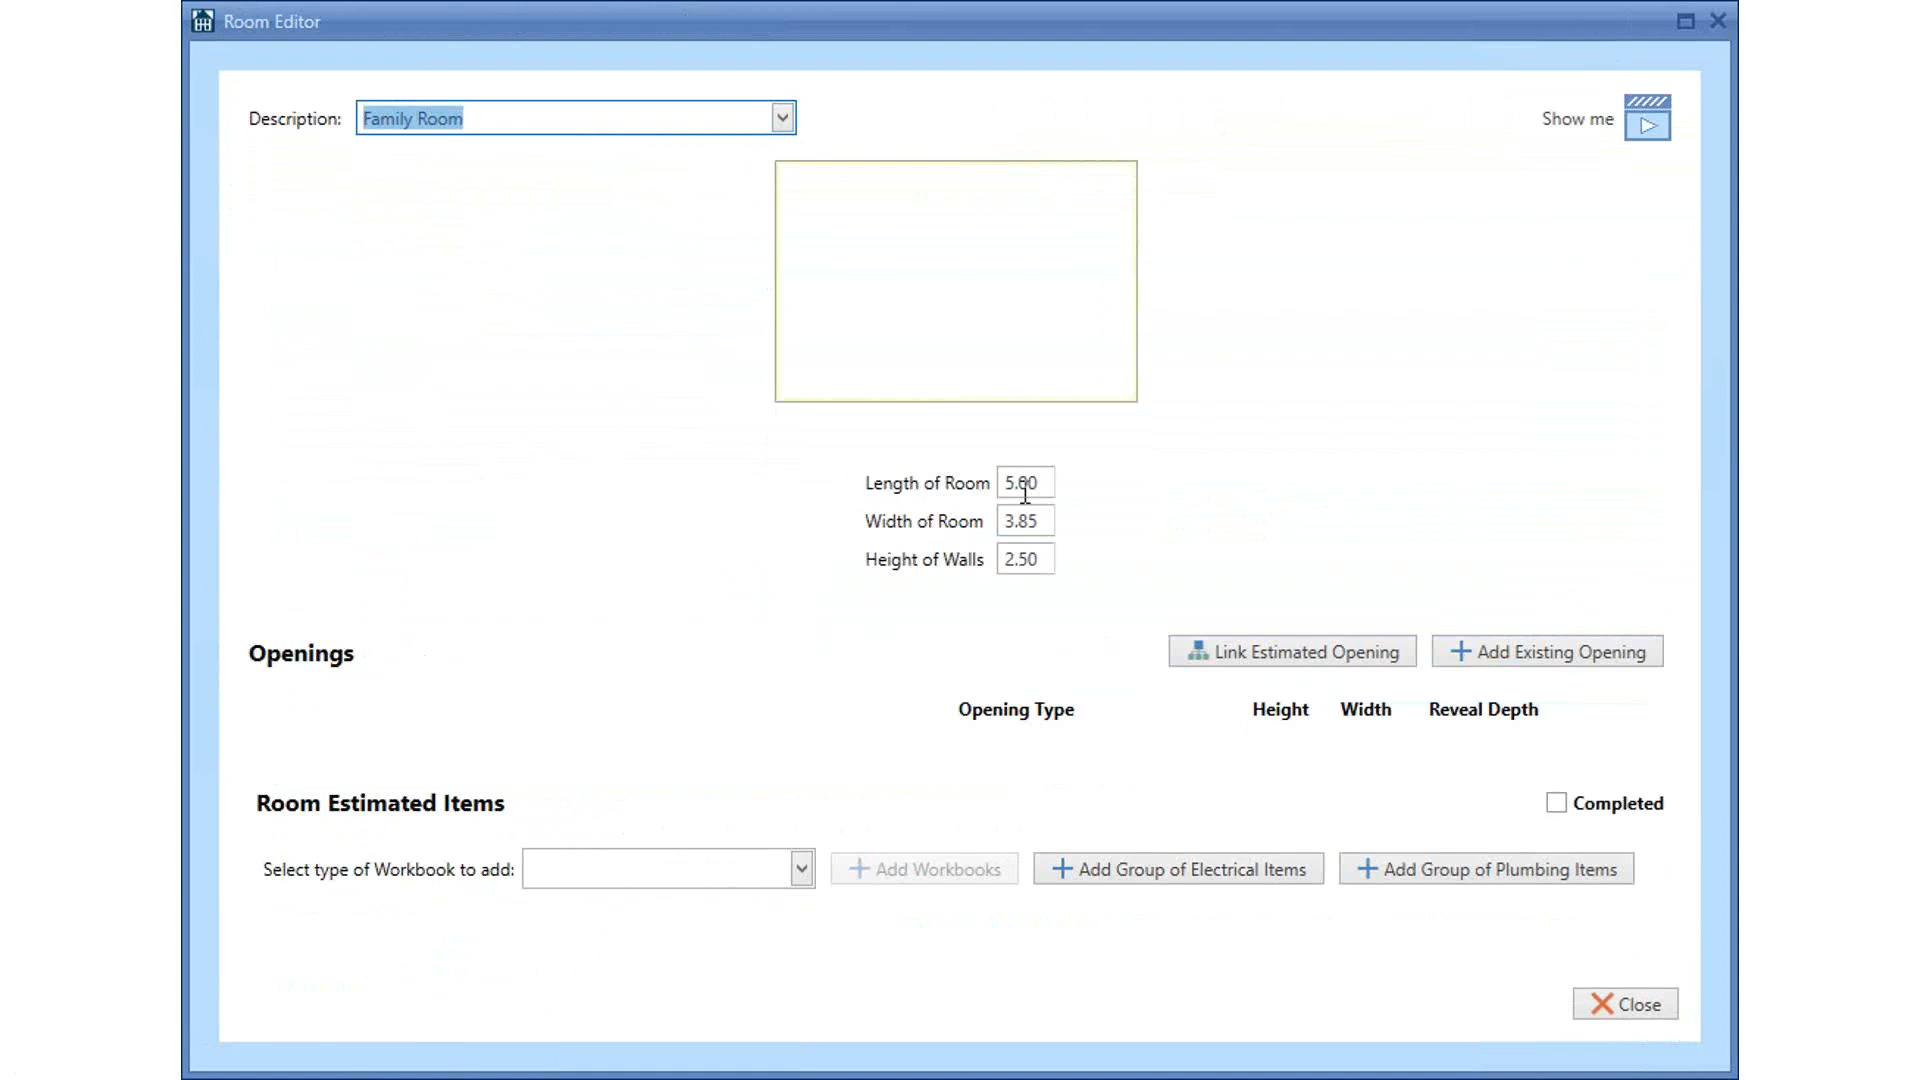 Room Editor
Description: Family Room
Show me
Length of Room 5.
Width of Room 3.85
Height of Walls 2.50
Openings
Link Estimated Opening
Add Existing Opening
Opening Type Height Width Reveal Depth
Room Estimated Items
Completed
Select type of Workbook to add:
Add Workbooks
Add Group of Electrical Items
Add Group of Plumbing Items
Close